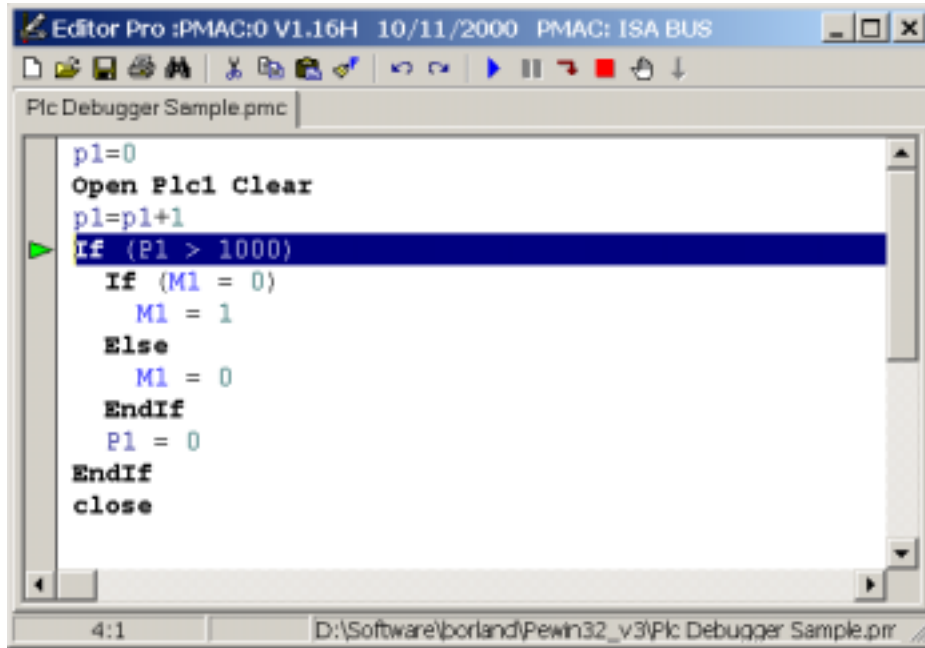 Editor Pro :PMAC:0 V1.16H 10/11/2000 PMAC: ISA BUS
Plc Debugger Sample.pmc
p1=0
Open Plc1 Clear
p1=p1+1
If (P1 > 1000)
If (M1 = 0)
M1 = 1
Else
M1 = 0
EndIf
P1 = 0
EndIf
close
4:1 D:\Software\borland\Pewin32_v3\Plc Debugger Sample.pm